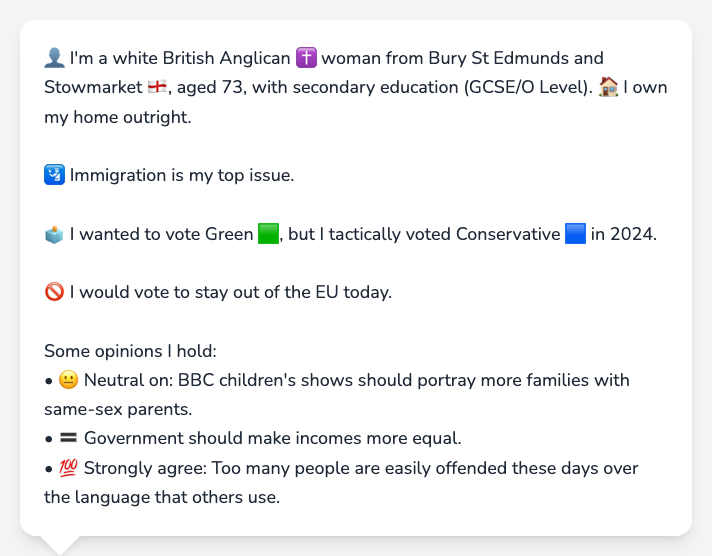 👤 I'm a white British Anglican ✝️ woman from Bury St Edmunds and
Stowmarket 🏴󠁧󠁢󠁥󠁮󠁧󠁿, aged 73, with secondary education (GCSE/O Level). 🏠 I own
my home outright.
🛂 Immigration is my top issue.
🗳️ I wanted to vote Green 🟩, but I tactically voted Conservative 🟦 in 2024.
🚫 I would vote to stay out of the EU today.
Some opinions I hold:
• 😐 Neutral on: BBC children's shows should portray more families with
same-sex parents.
• 🟰 Government should make incomes more equal.
• 💯 Strongly agree: Too many people are easily offended these days over
the language that others use.